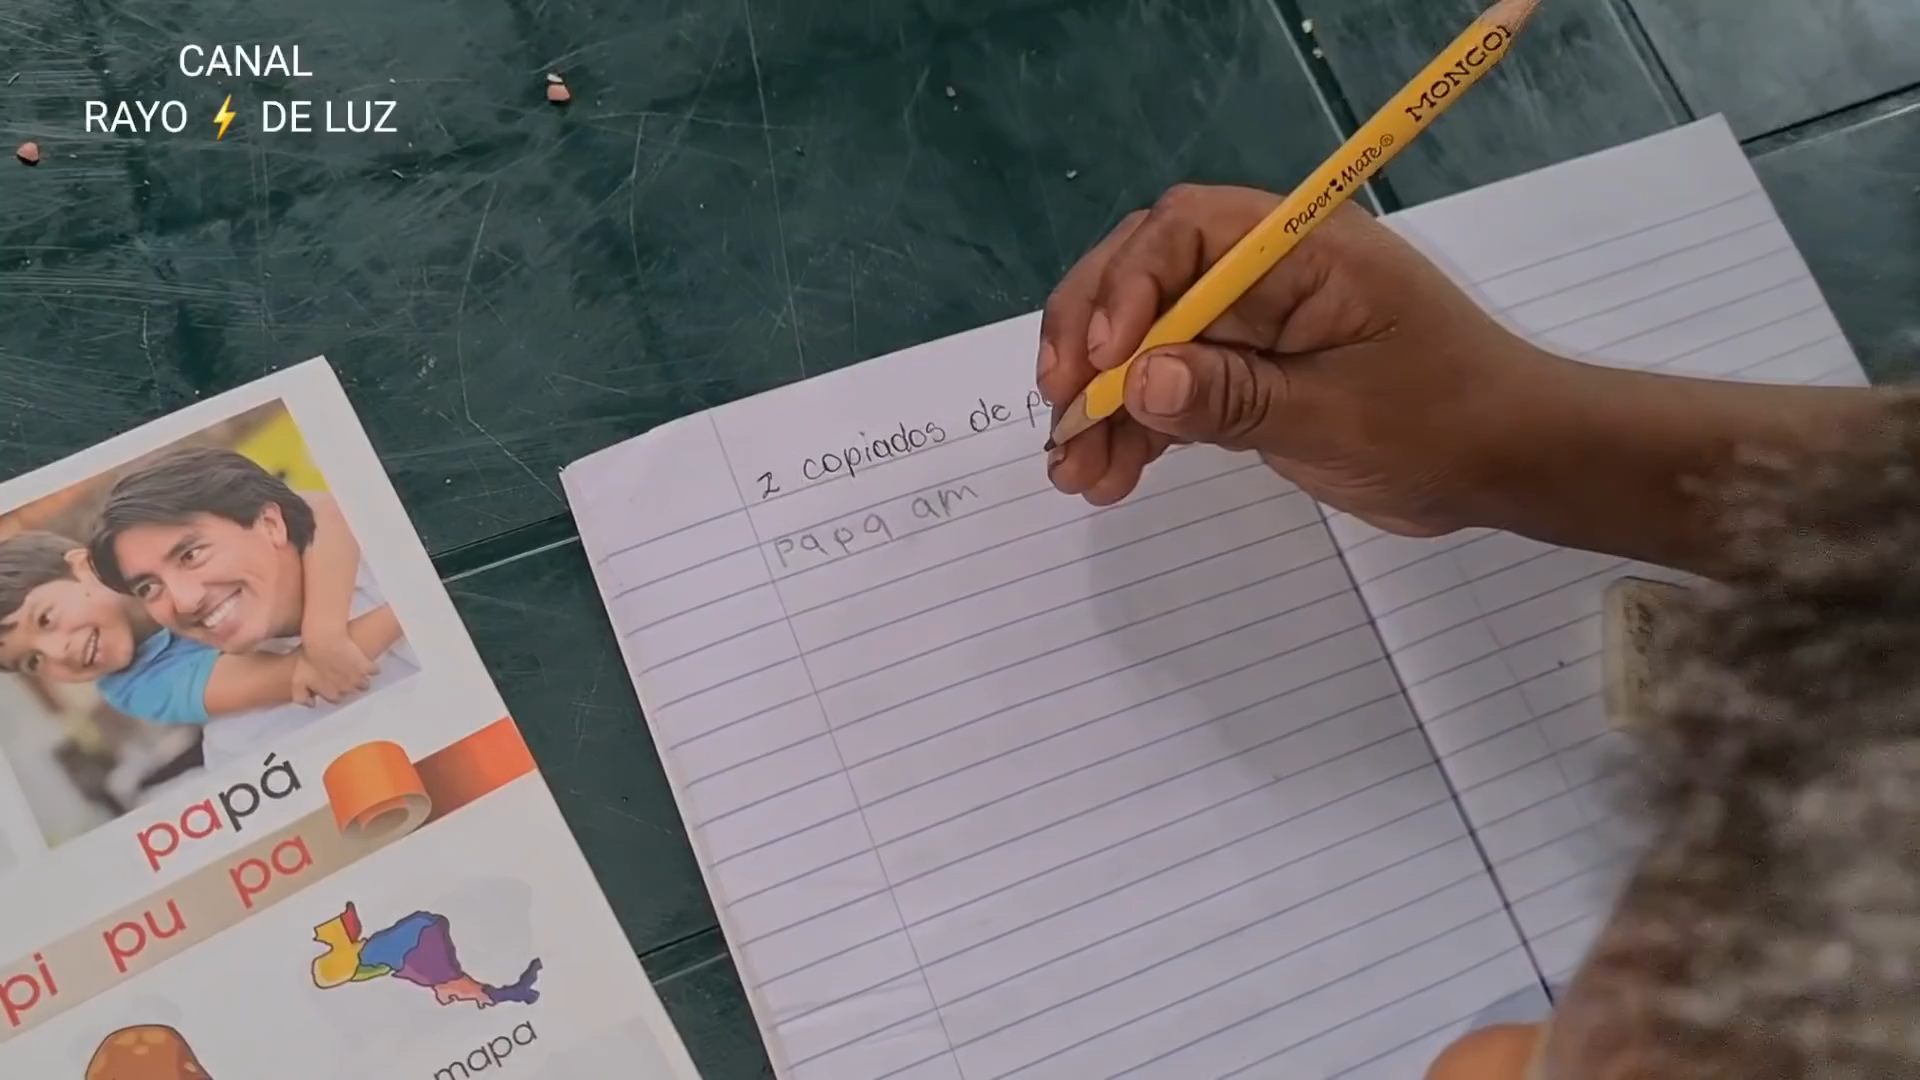 CANAL
RAYO ⚡ DE LUZ
Paper Mate® MONGOL
2 copiados de
papa am
papá
pi pu pa
mapa